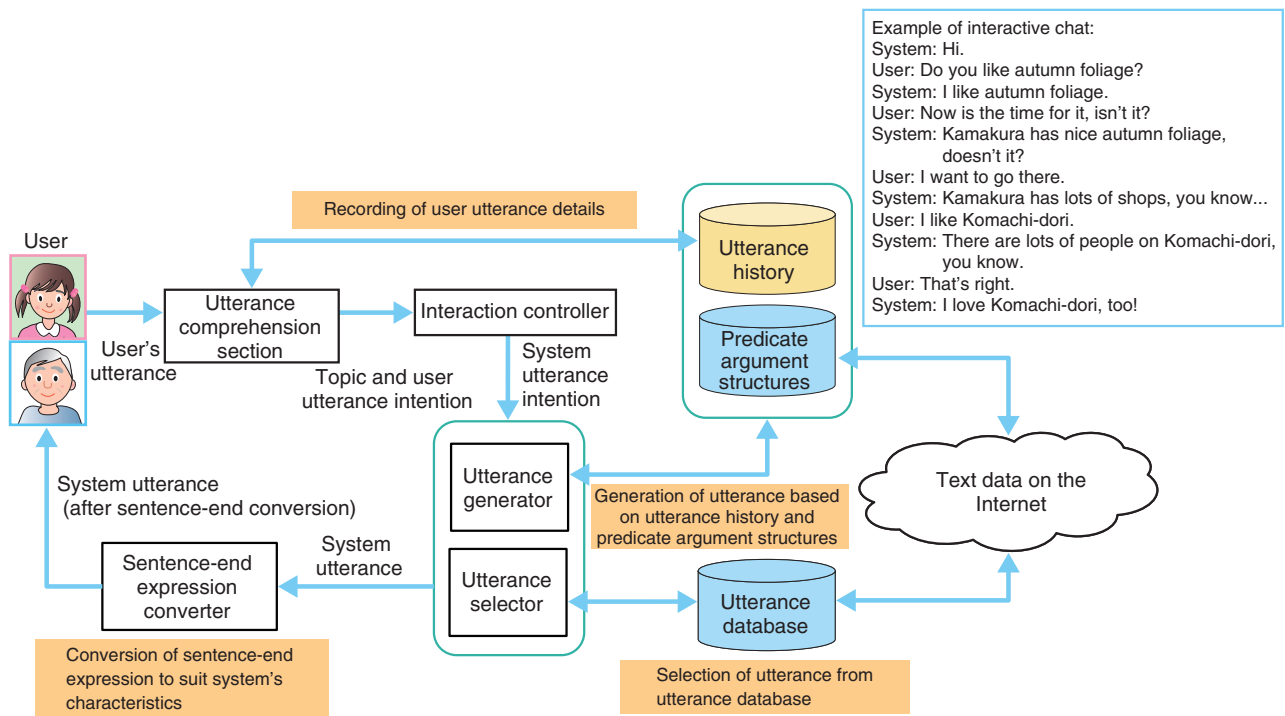 Example of interactive chat:
System: Hi.
User: Do you like autumn foliage?
System: I like autumn foliage.
User: Now is the time for it, isn't it?
System: Kamakura has nice autumn foliage,
doesn't it?
User: I want to go there.
System: Kamakura has lots of shops, you know...
User: I like Komachi-dori.
System: There are lots of people on Komachi-dori,
you know.
User: That's right.
System: I love Komachi-dori, too!
Recording of user utterance details
User
Utterance
history
Utterance
comprehension
section
Interaction controller
Predicate
argument
structures
User's
utterance
Topic and user
utterance intention
System
utterance
intention
Utterance
generator
Generation of utterance based
on utterance history and
predicate argument structures
Text data on the
Internet
System utterance
(after sentence-end conversion)
Sentence-end
expression
converter
System
utterance
Utterance
selector
Utterance
database
Conversion of sentence-end
expression to suit system's
characteristics
Selection of utterance from
utterance database